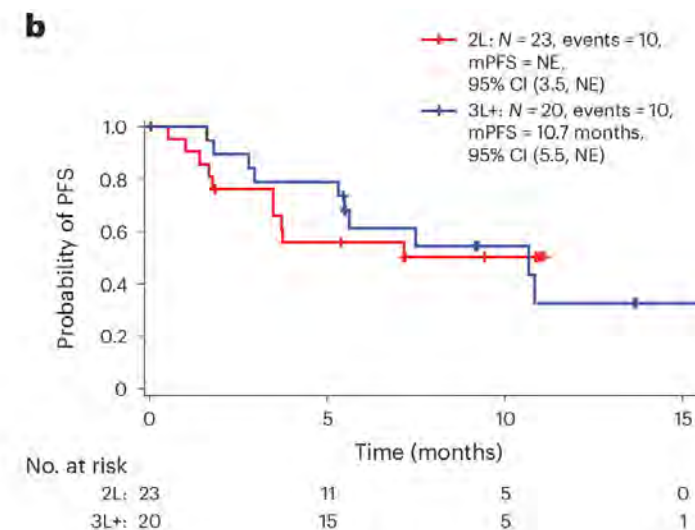 b
2L: N = 23, events = 10,
mPFS = NE,
95% CI (3.5, NE)
3L+: N = 20, events = 10,
mPFS = 10.7 months,
95% CI (5.5, NE)
1.0
0.8
0.6
0.4
0.2
0
Probability of PFS
0 5 10 15
Time (months)
No. at risk
2L: 23 11 5 0
3L+: 20 15 5 1